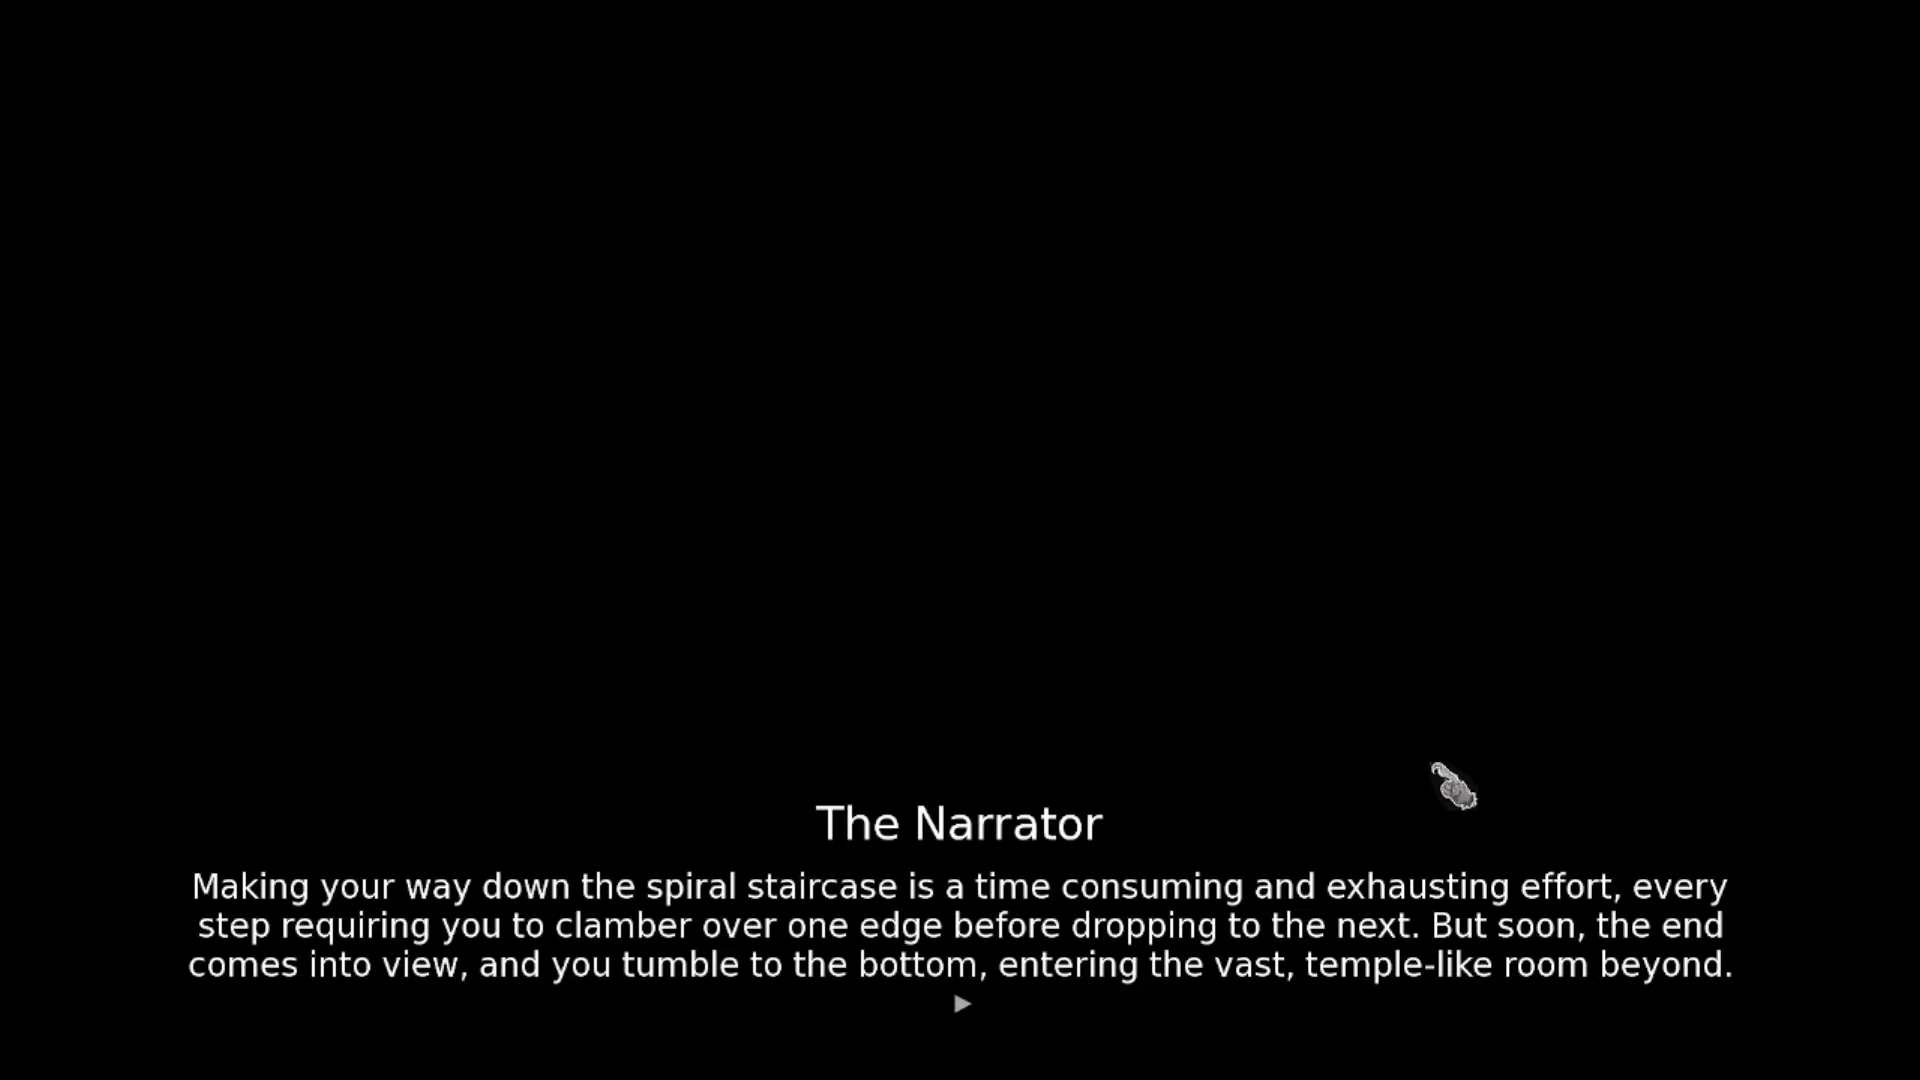 The Narrator
Making your way down the spiral staircase is a time consuming and exhausting effort, every
step requiring you to clamber over one edge before dropping to the next. But soon, the end
comes into view, and you tumble to the bottom, entering the vast, temple-like room beyond.